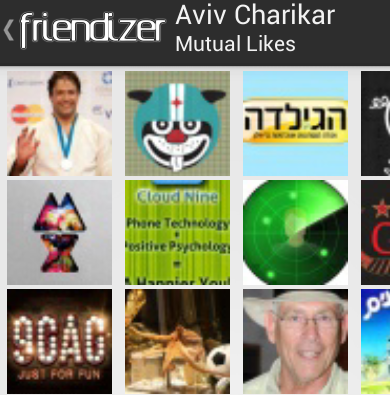 friendizer
Aviv Charikar
Mutual Likes
הגילדה
Cloud Nine
Phone Technology
+
Positive Psychology
=
A Happier You!
9GAG
JUST FOR FUN